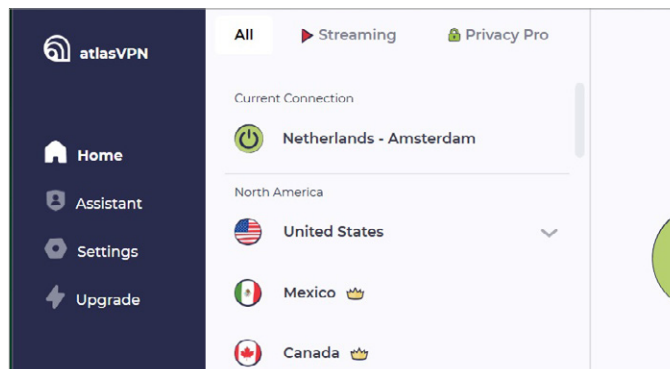 atlasVPN
Home
Assistant
Settings
Upgrade
All
Streaming
Privacy Pro
Current Connection
Netherlands - Amsterdam
North America
United States
Mexico
Canada